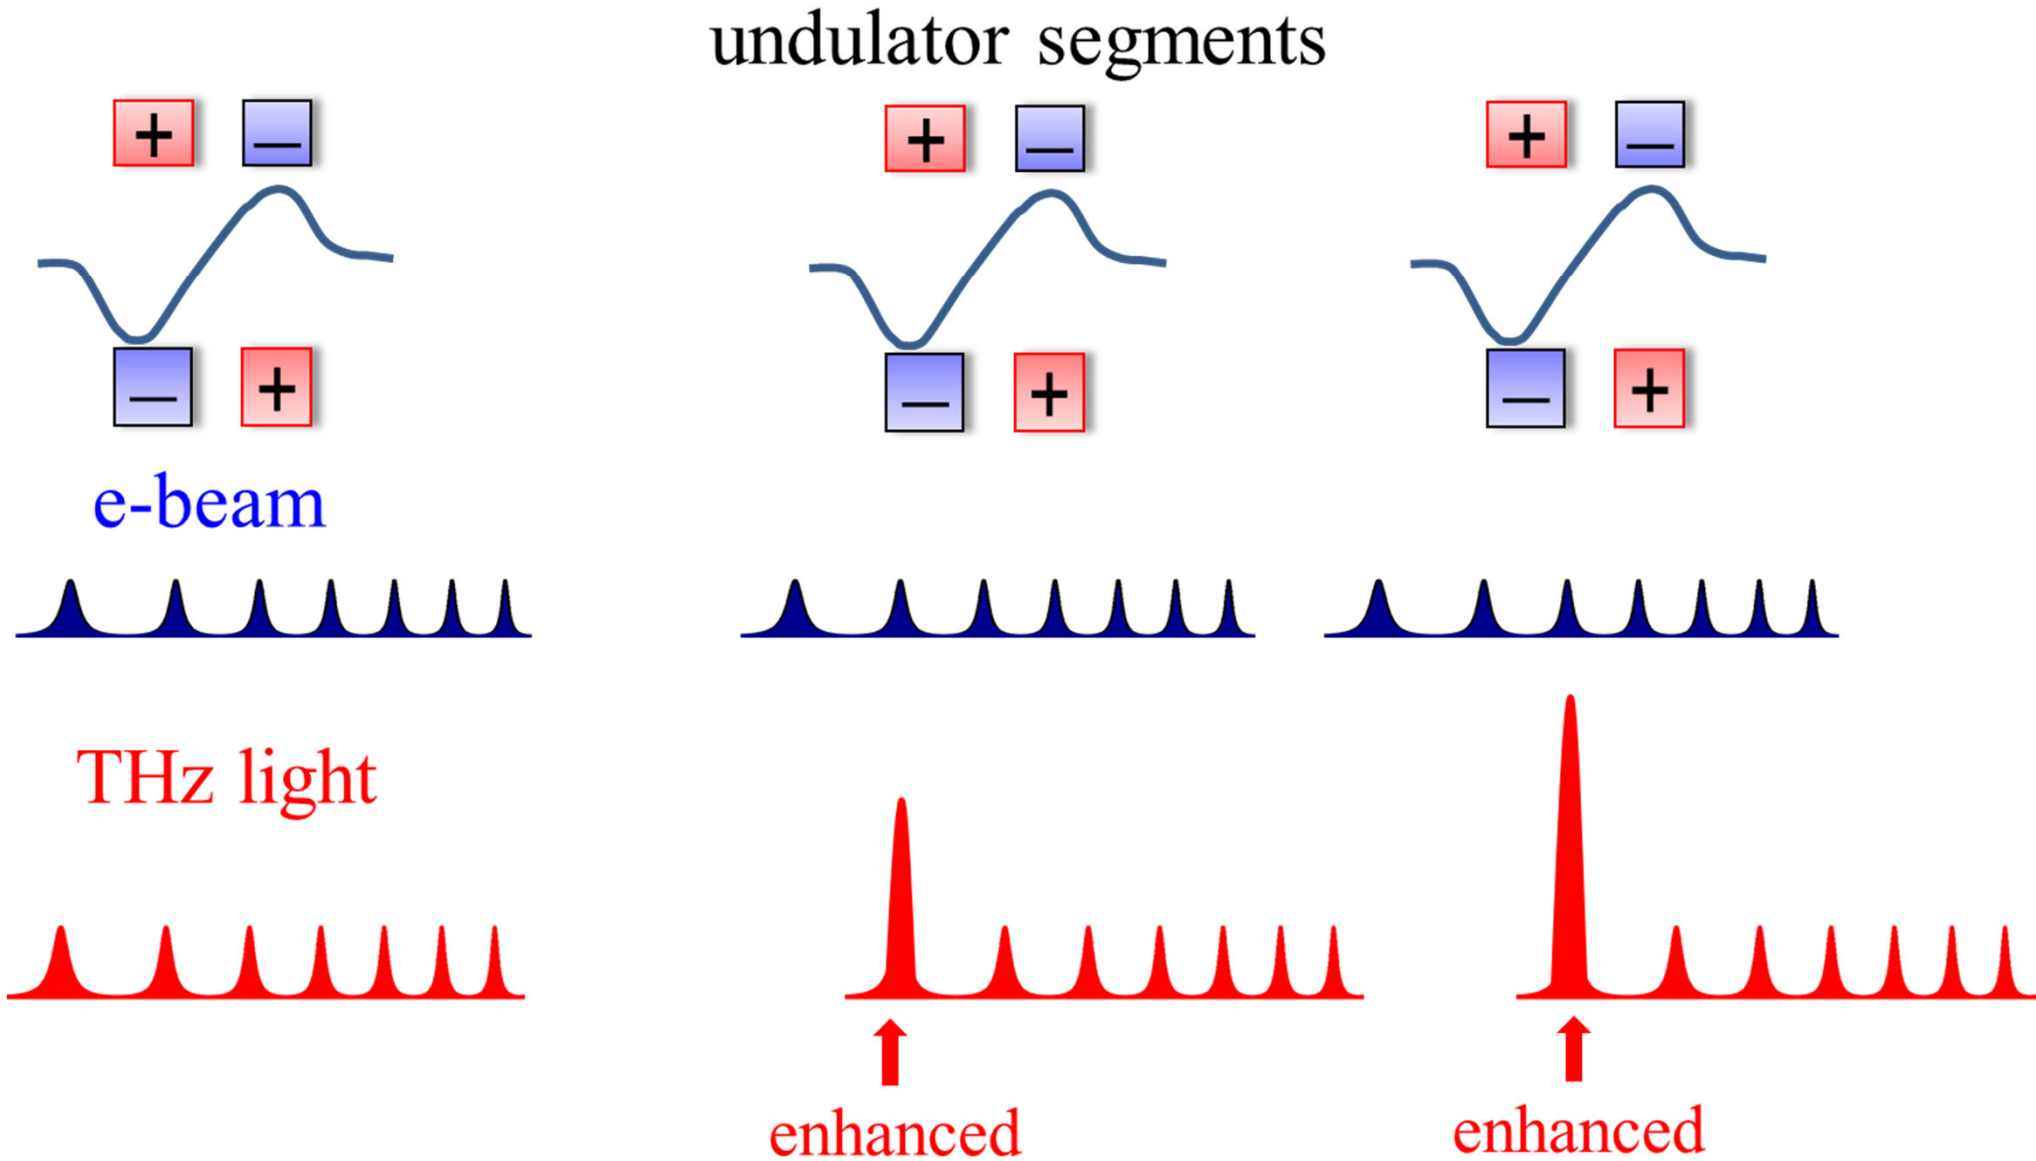 undulator segments
+ − + − + −
− + − + − +
e-beam
THz light
enhanced enhanced